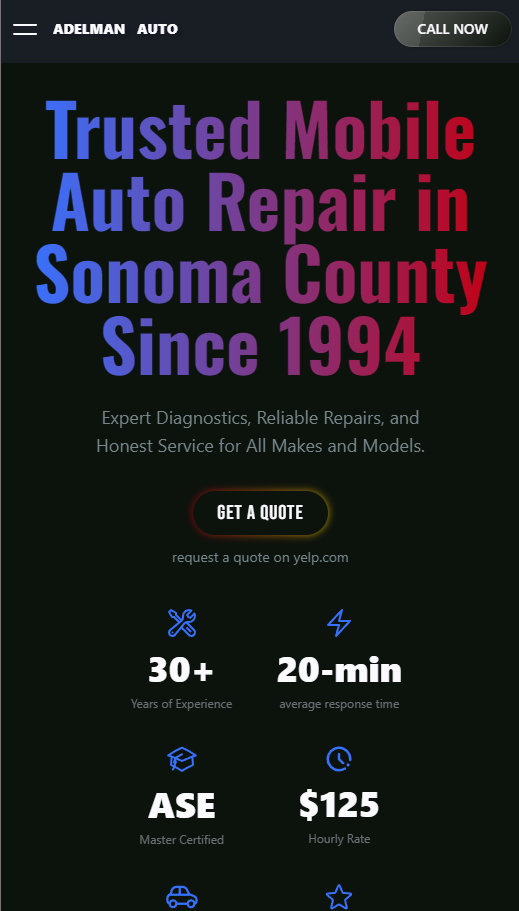 ADELMAN AUTO
CALL NOW
Trusted Mobile
Auto Repair in
Sonoma County
Since 1994
Expert Diagnostics, Reliable Repairs, and
Honest Service for All Makes and Models.
GET A QUOTE
request a quote on yelp.com
30+
Years of Experience
20-min
average response time
ASE
Master Certified
$125
Hourly Rate